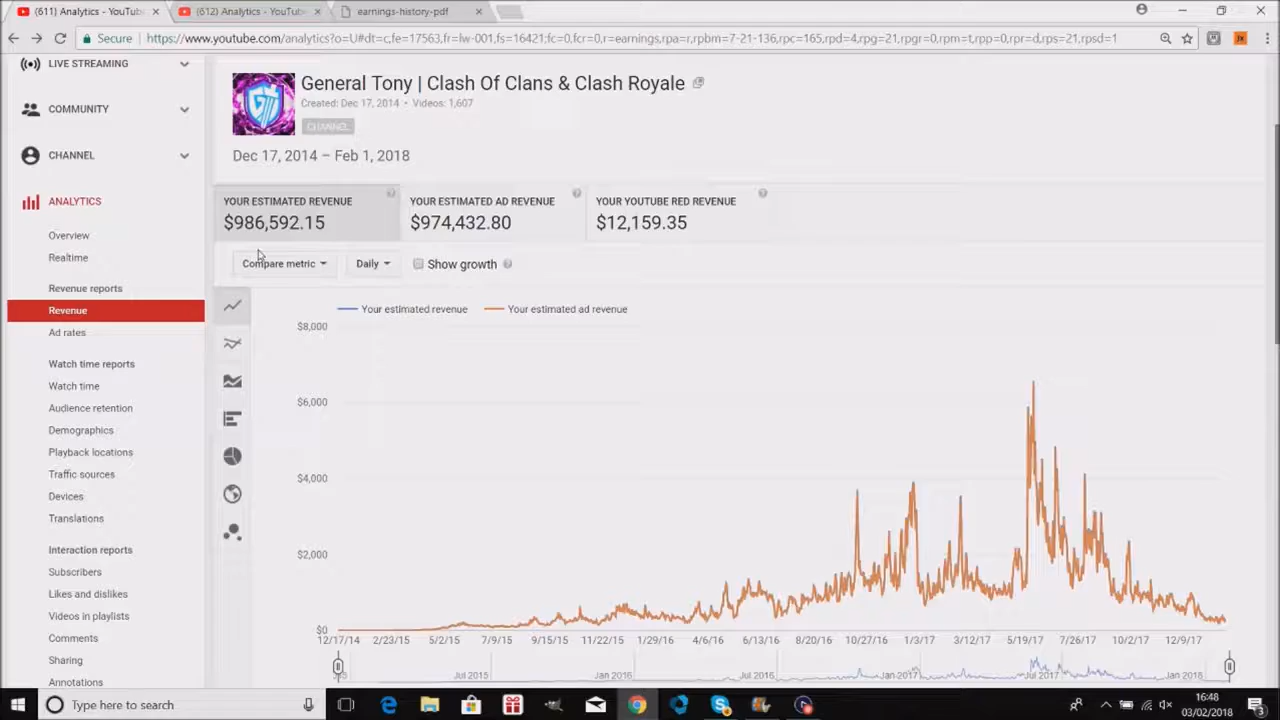 (611) Analytics - YouTub
(612) Analytics - YouTube
earnings-history-pdf
Secure
https://www.youtube.com/analytics?o=U#dt=c,fe=17563,fr=lw-001,fs=16421,fc=0,fcr=0,r=earnings,rpa=r,rpbm=7-21-136,rpc=165,rpd=4,rpg=21,rpgr=0,rpm=t,rpp=0,rpr=d,rps=21,rpsd=1
LIVE STREAMING
COMMUNITY
CHANNEL
ANALYTICS
Overview
Realtime
Revenue reports
Revenue
Ad rates
Watch time reports
Watch time
Audience retention
Demographics
Playback locations
Traffic sources
Devices
Translations
Interaction reports
Subscribers
Likes and dislikes
Videos in playlists
Comments
Sharing
Annotations
General Tony | Clash Of Clans & Clash Royale
Created: Dec 17, 2014 • Videos: 1,607
CHANNEL
Dec 17, 2014 – Feb 1, 2018
YOUR ESTIMATED REVENUE
$986,592.15
YOUR ESTIMATED AD REVENUE
$974,432.80
YOUR YOUTUBE RED REVENUE
$12,159.35
Compare metric
Daily
Show growth
Your estimated revenue
Your estimated ad revenue
$8,000
$6,000
$4,000
$2,000
$0
12/17/14 2/23/15 5/2/15 7/9/15 9/15/15 11/22/15 1/29/16 4/6/16 6/13/16 8/20/16 10/27/16 1/3/17 3/12/17 5/19/17 7/26/17 10/2/17 12/9/17
Jul 2015 Jan 2016 Jul 2016 Jan 2017 Jul 2017 Jan 2018
Type here to search
16:48
03/02/2018
3